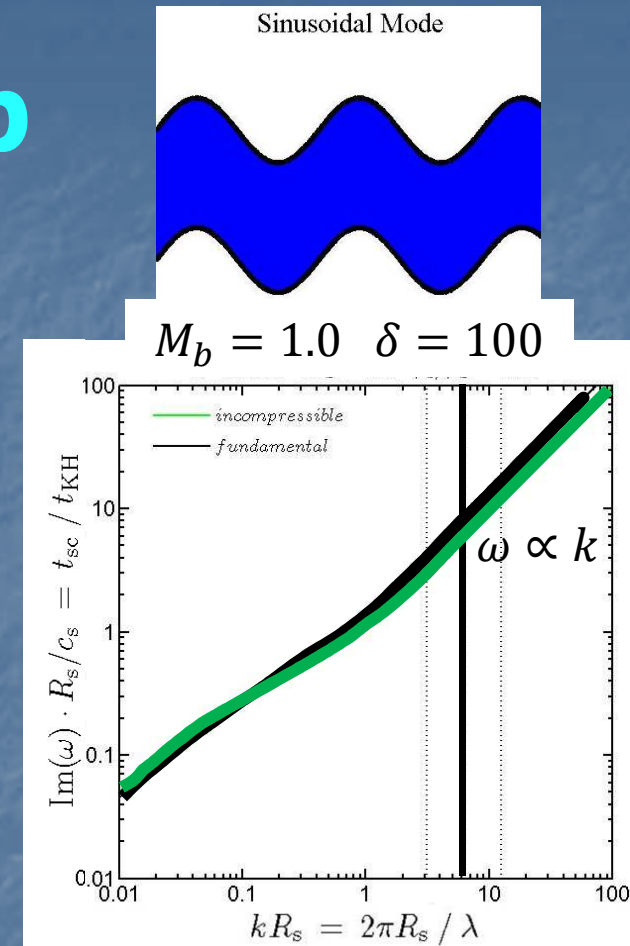 Sinusoidal Mode
M_b = 1.0 δ = 100
incompressible
fundamental
ω ∝ k
Im(ω) · R_s/c_s = t_sc / t_KH
100
10
1
0.1
0.01
0.01 0.1 1 10 100
kR_s = 2πR_s / λ